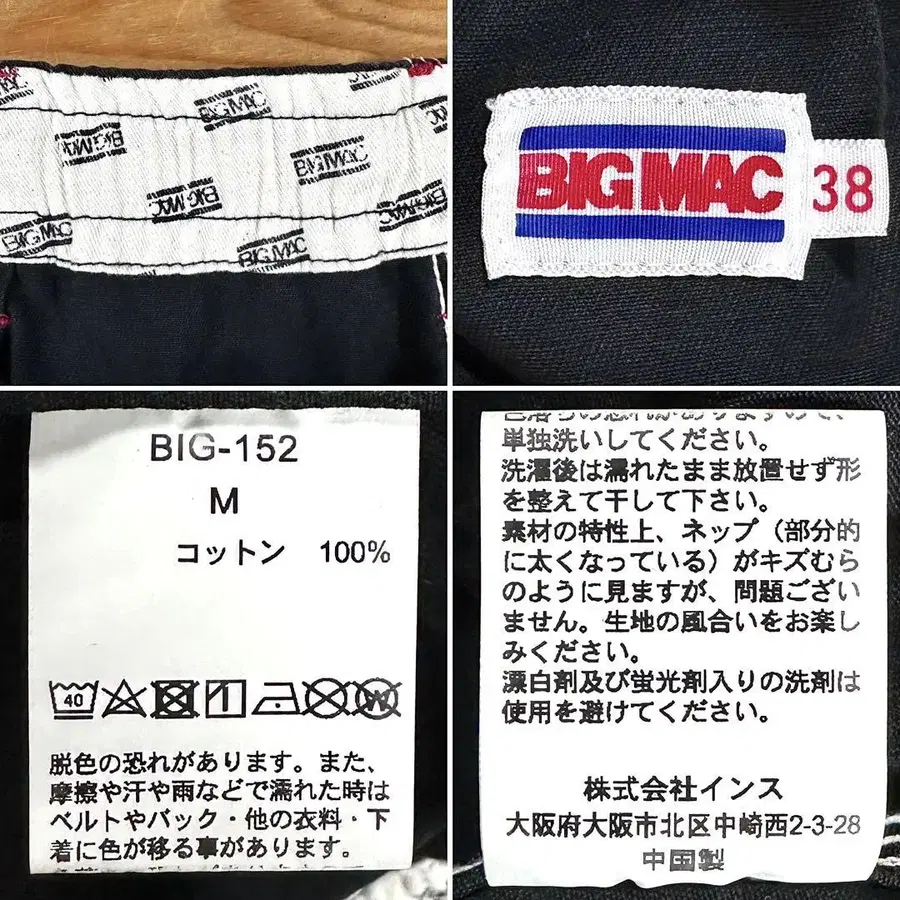 BIG MAC
BIG MAC
BIG MAC
BIG MAC
BIG MAC
BIG MAC
BIG MAC
38
BIG-152
M
コットン 100%
40
W
脱色の恐れがあります。また、
摩擦や汗や雨などで濡れた時は
ベルトやバック・他の衣料・下
着に色が移る事があります。
単独洗いしてください。
洗濯後は濡れたまま放置せず形
を整えて干して下さい。
素材の特性上、ネップ（部分的
に太くなっている）がキズむら
のように見ますが、問題ござい
ません。生地の風合いをお楽し
みください。
漂白剤及び蛍光剤入りの洗剤は
使用を避けてください。
株式会社インス
大阪府大阪市北区中崎西2-3-28
中国製